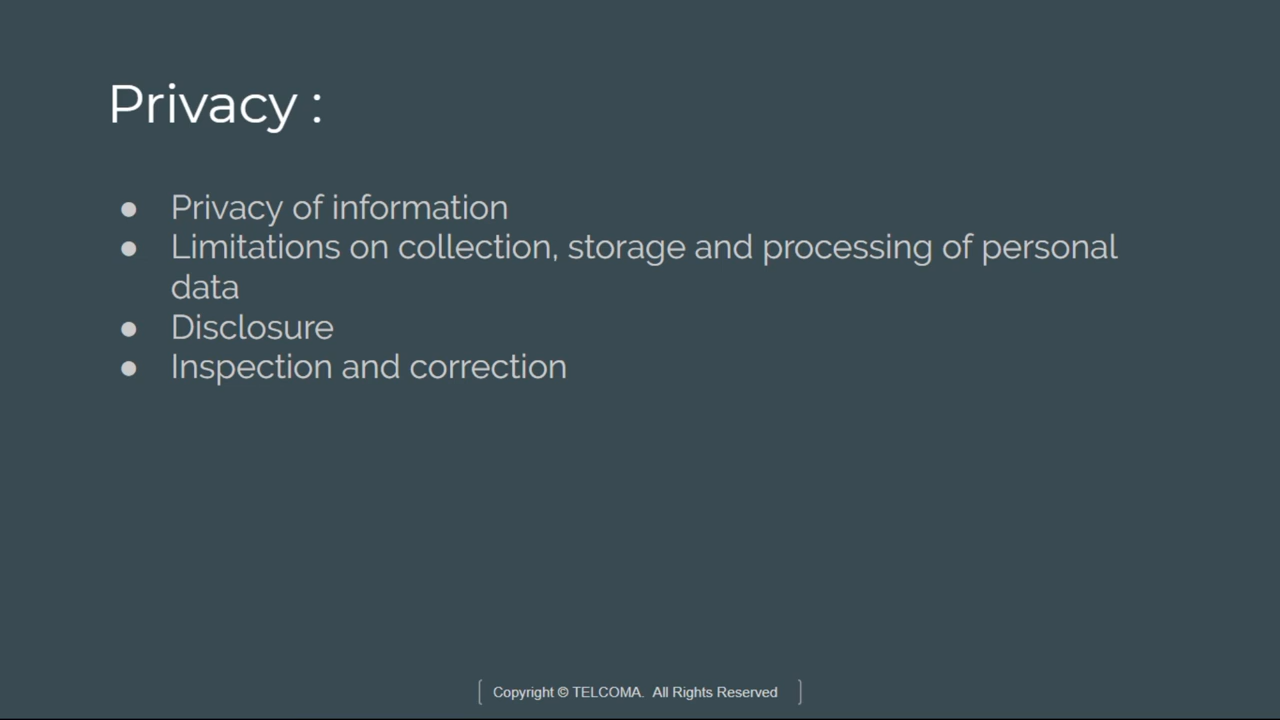 Privacy :
● Privacy of information
● Limitations on collection, storage and processing of personal
data
● Disclosure
● Inspection and correction
[ Copyright © TELCOMA. All Rights Reserved ]